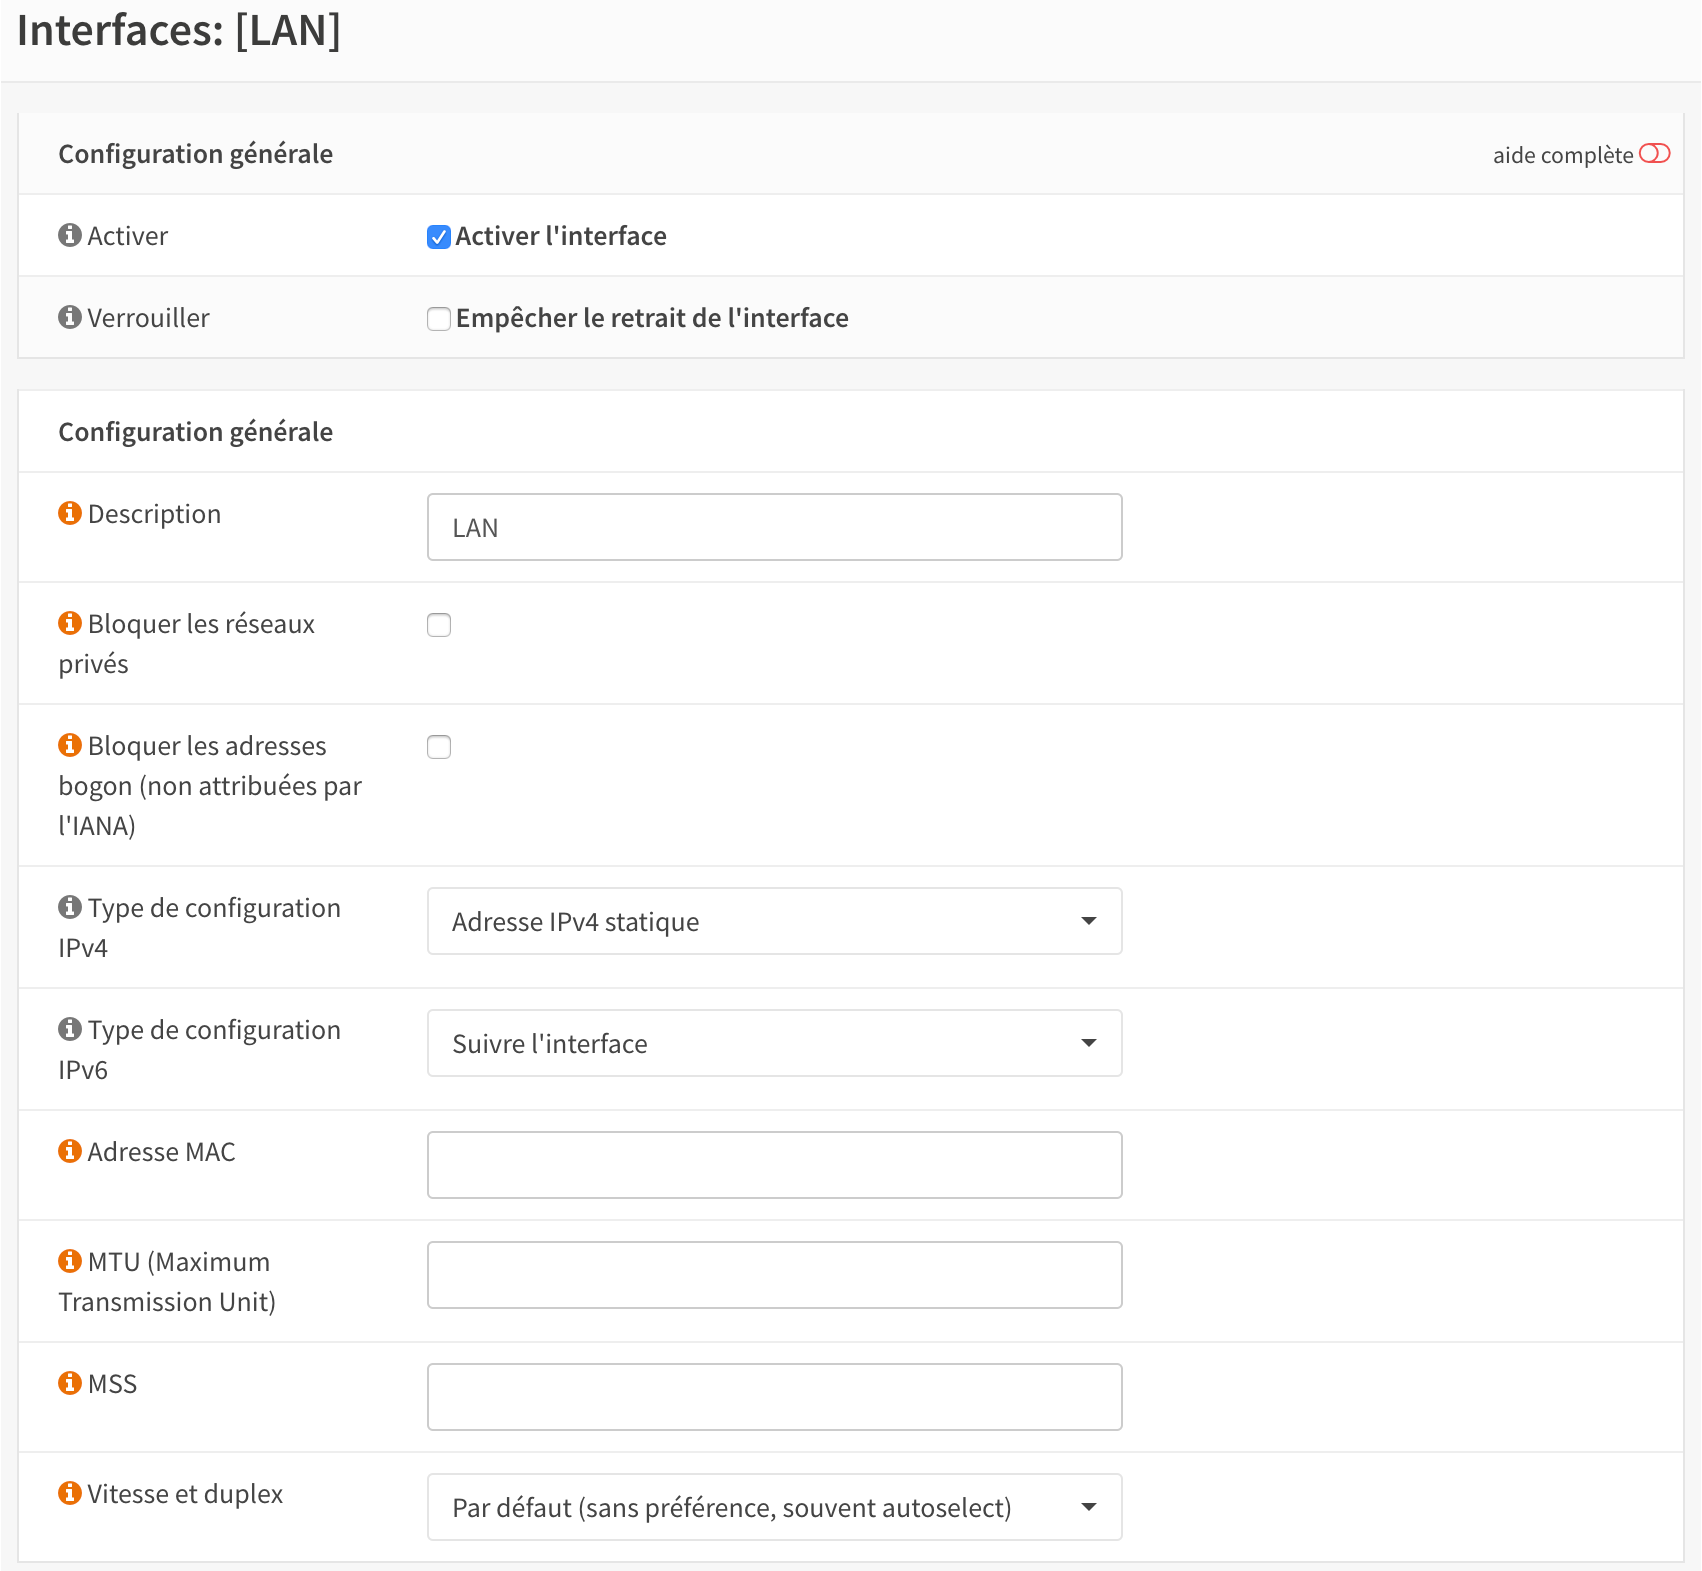 Interfaces: [LAN]
Configuration générale
aide complète
Activer
Activer l'interface
Verrouiller
Empêcher le retrait de l'interface
Configuration générale
Description
LAN
Bloquer les réseaux
privés
Bloquer les adresses
bogon (non attribuées par
l'IANA)
Type de configuration
IPv4
Adresse IPv4 statique
Type de configuration
IPv6
Suivre l'interface
Adresse MAC
MTU (Maximum
Transmission Unit)
MSS
Vitesse et duplex
Par défaut (sans préférence, souvent autoselect)